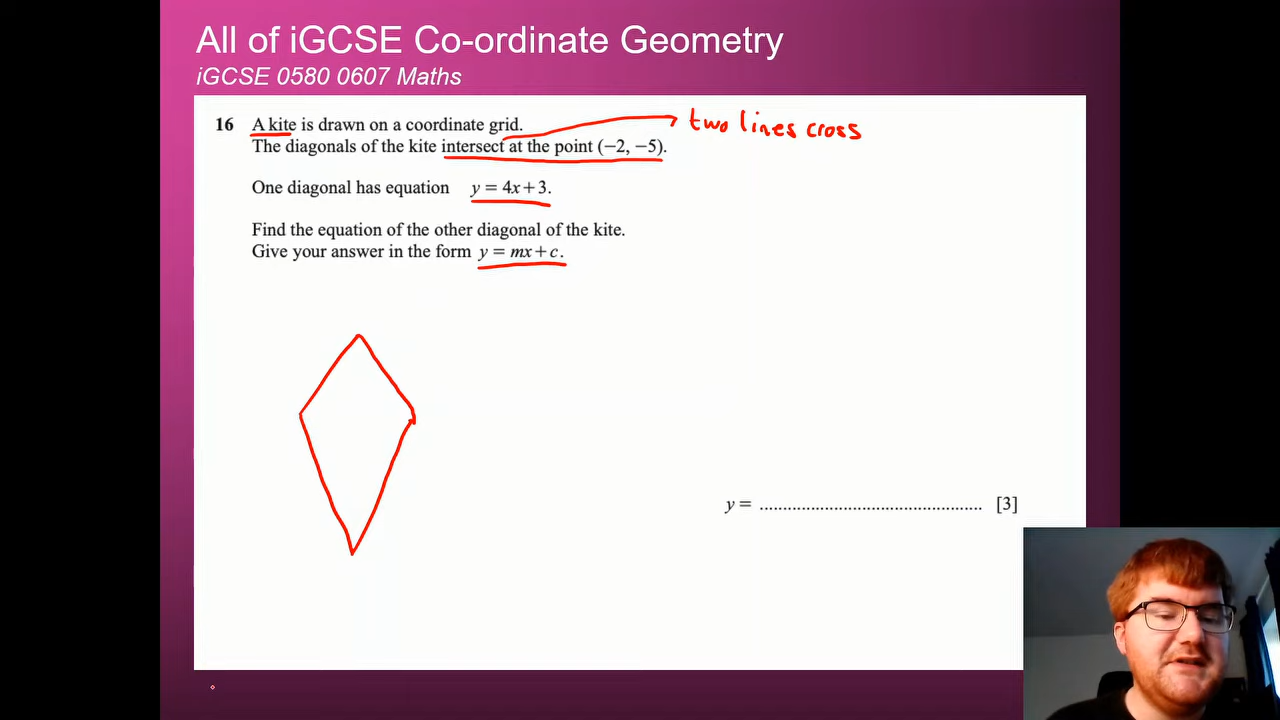 All of iGCSE Co-ordinate Geometry
iGCSE 0580 0607 Maths
16 A kite is drawn on a coordinate grid.
two lines cross
The diagonals of the kite intersect at the point (−2, −5).
One diagonal has equation y = 4x + 3.
Find the equation of the other diagonal of the kite.
Give your answer in the form y = mx + c.
y = ................................................ [3]